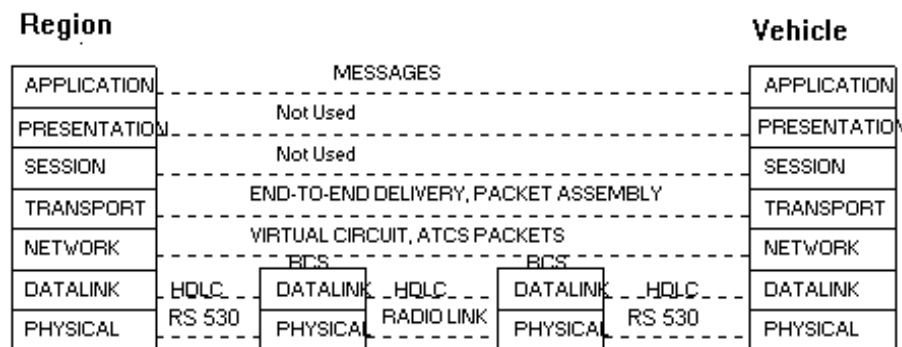 Region
Vehicle
MESSAGES
APPLICATION
APPLICATION
Not Used
PRESENTATION
PRESENTATION
Not Used
SESSION
SESSION
END-TO-END DELIVERY, PACKET ASSEMBLY
TRANSPORT
TRANSPORT
VIRTUAL CIRCUIT, ATCS PACKETS
NETWORK
NETWORK
BCS
BCS
DATALINK
HDLC
DATALINK
HDLC
DATALINK
HDLC
DATALINK
PHYSICAL
RS 530
PHYSICAL
RADIO LINK
PHYSICAL
RS 530
PHYSICAL